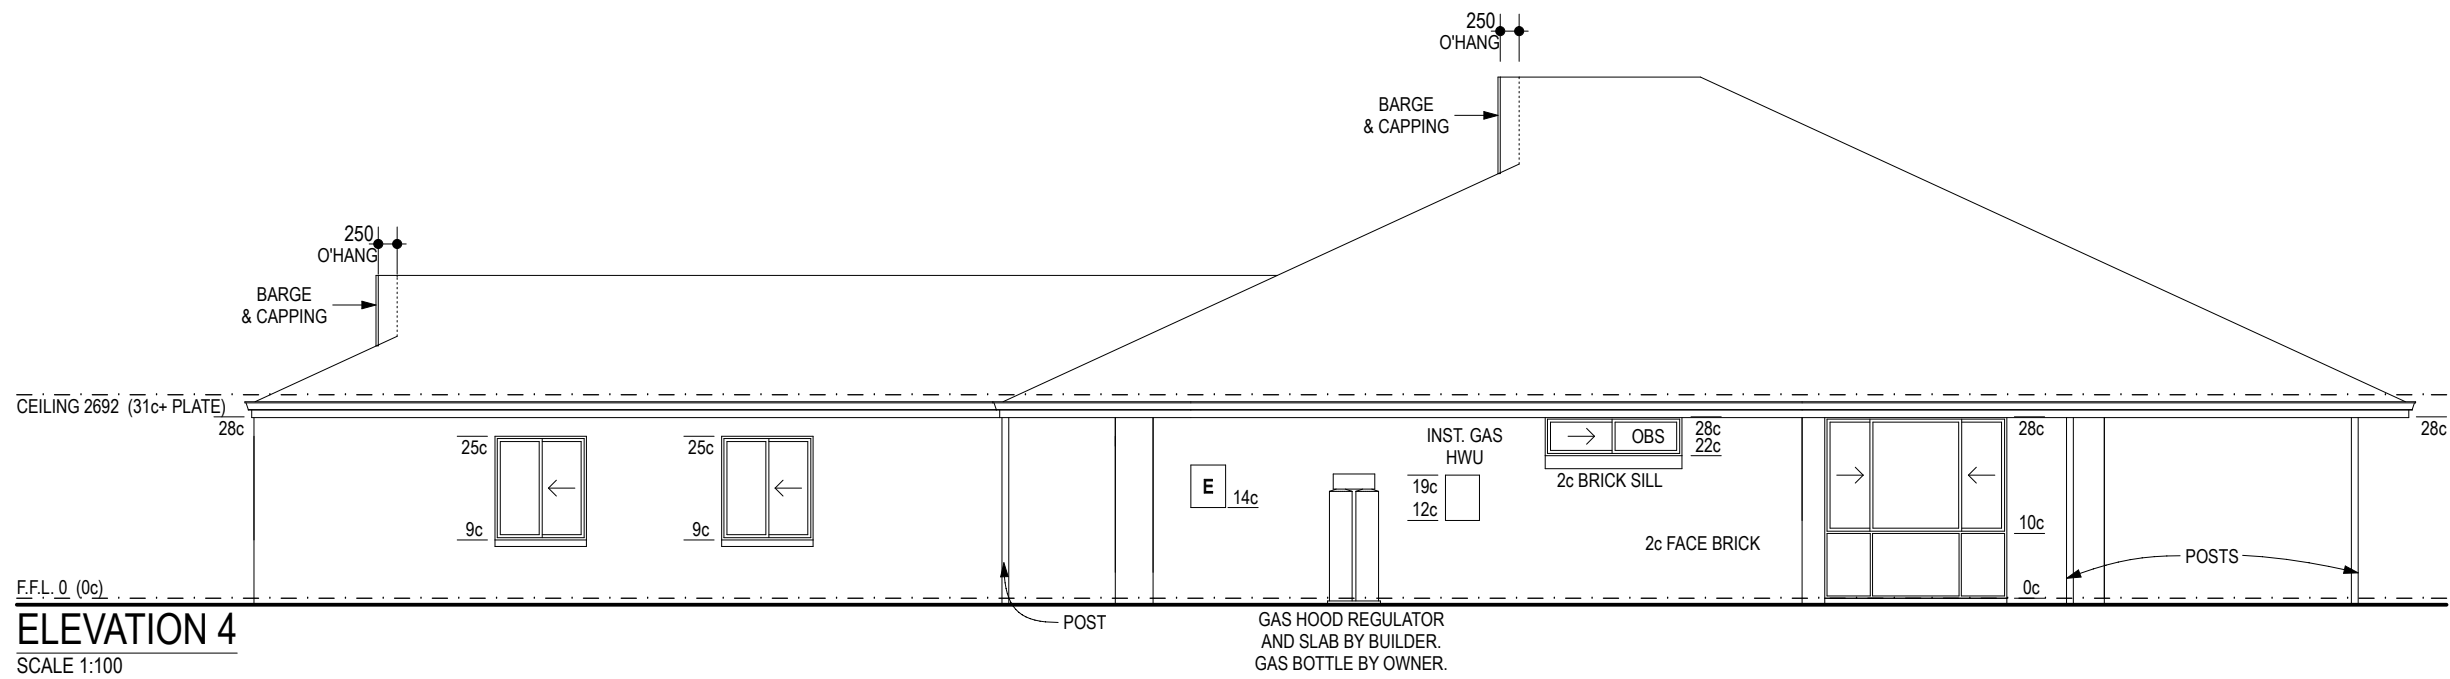 250
O'HANG
BARGE
& CAPPING
250
O'HANG
BARGE
& CAPPING
CEILING 2692 (31c+ PLATE)
28c
25c
9c
25c
9c
E
14c
INST. GAS
HWU
19c
12c
OBS
28c
22c
2c BRICK SILL
2c FACE BRICK
28c
10c
0c
28c
POSTS
F.F.L. 0 (0c)
POST
GAS HOOD REGULATOR
AND SLAB BY BUILDER.
GAS BOTTLE BY OWNER.
ELEVATION 4
SCALE 1:100